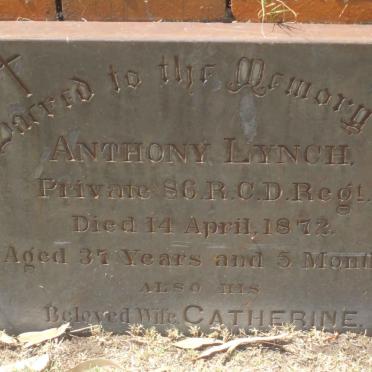 Sacred to the Memory
ANTHONY LYNCH.
Private 86.R.C.D.Regt.
Died 14 April, 1872.
Aged 37 Years and 5 Mont
ALSO HIS
Beloved Wife CATHERINE.